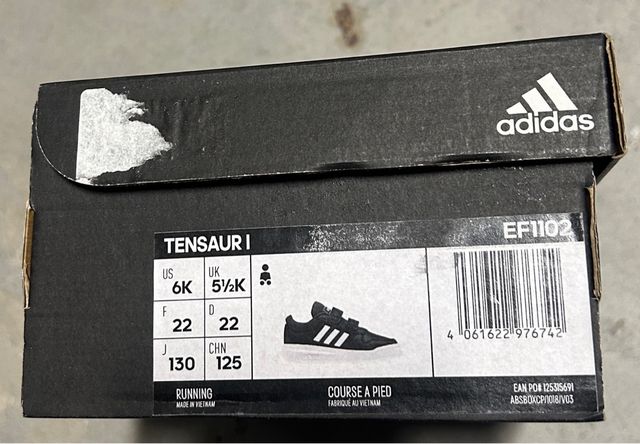 adidas
TENSAUR I
EF1102
US 6K UK 5½K
F 22 D 22
J 130 CHN 125
4 061622 976742
RUNNING
MADE IN VIETNAM
COURSE A PIED
FABRIQUÉ AU VIETNAM
EAN PO# 125315691
ABSBOXCP/1018/V03